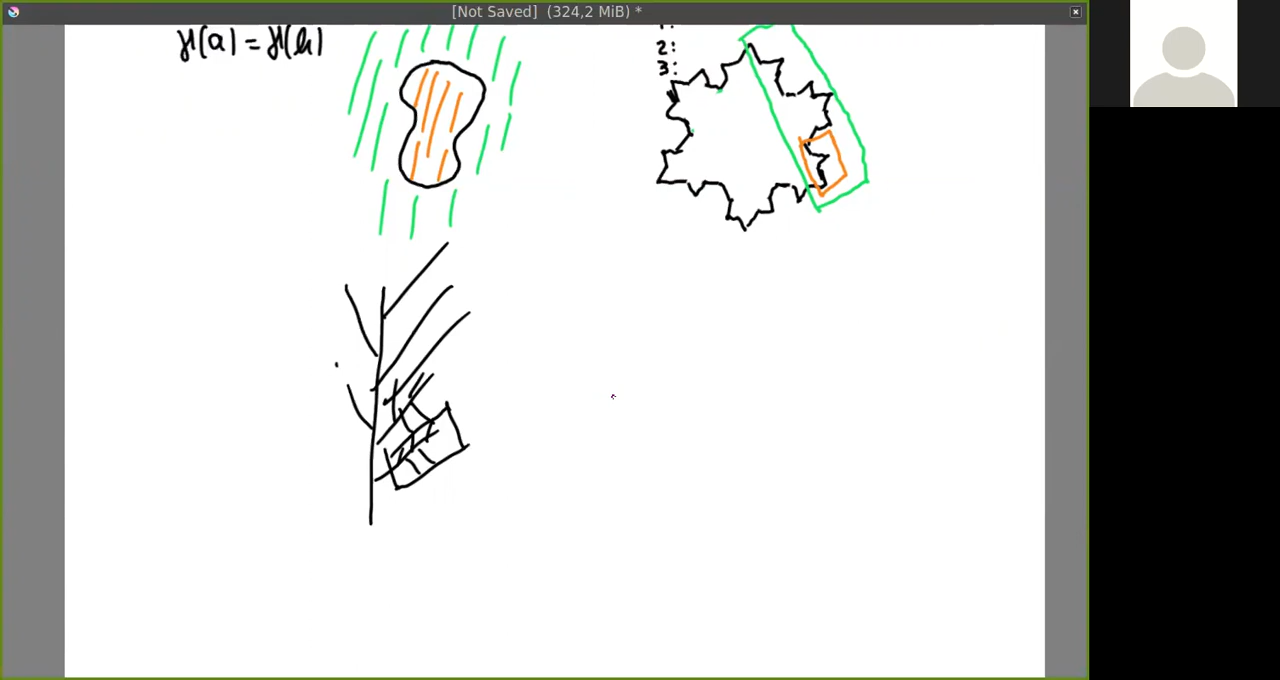 [Not Saved] (324,2 MiB) *
γ(a) = γ(b)
2:
3: